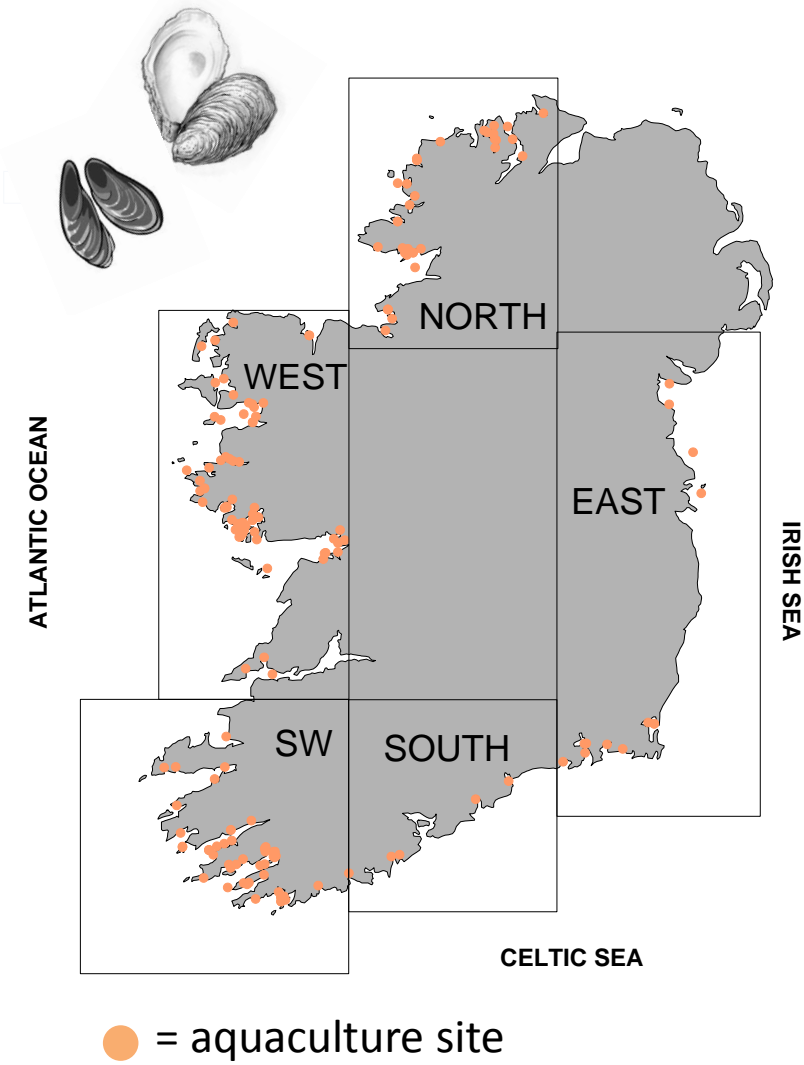 NORTH
WEST
ATLANTIC OCEAN
EAST
IRISH SEA
SW
SOUTH
CELTIC SEA
= aquaculture site